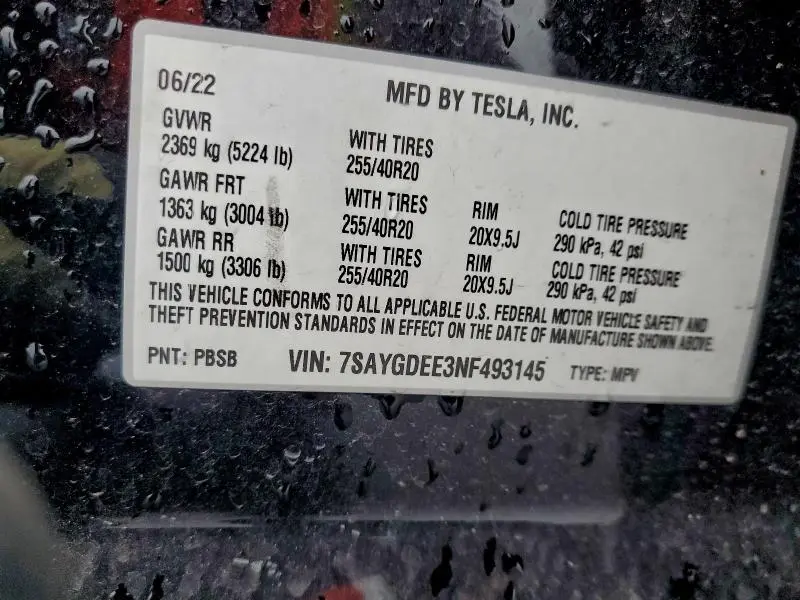 06/22
MFD BY TESLA, INC.
GVWR
2369 kg (5224 lb) WITH TIRES 255/40R20
GAWR FRT
1363 kg (3004 lb) WITH TIRES 255/40R20 RIM 20X9.5J COLD TIRE PRESSURE 290 kPa, 42 psi
GAWR RR
1500 kg (3306 lb) WITH TIRES 255/40R20 RIM 20X9.5J COLD TIRE PRESSURE 290 kPa, 42 psi
THIS VEHICLE CONFORMS TO ALL APPLICABLE U.S. FEDERAL MOTOR VEHICLE SAFETY AND
THEFT PREVENTION STANDARDS IN EFFECT ON THE DATE OF MANUFACTURE SHOWN ABOVE.
PNT: PBSB VIN: 7SAYGDEE3NF493145 TYPE: MPV